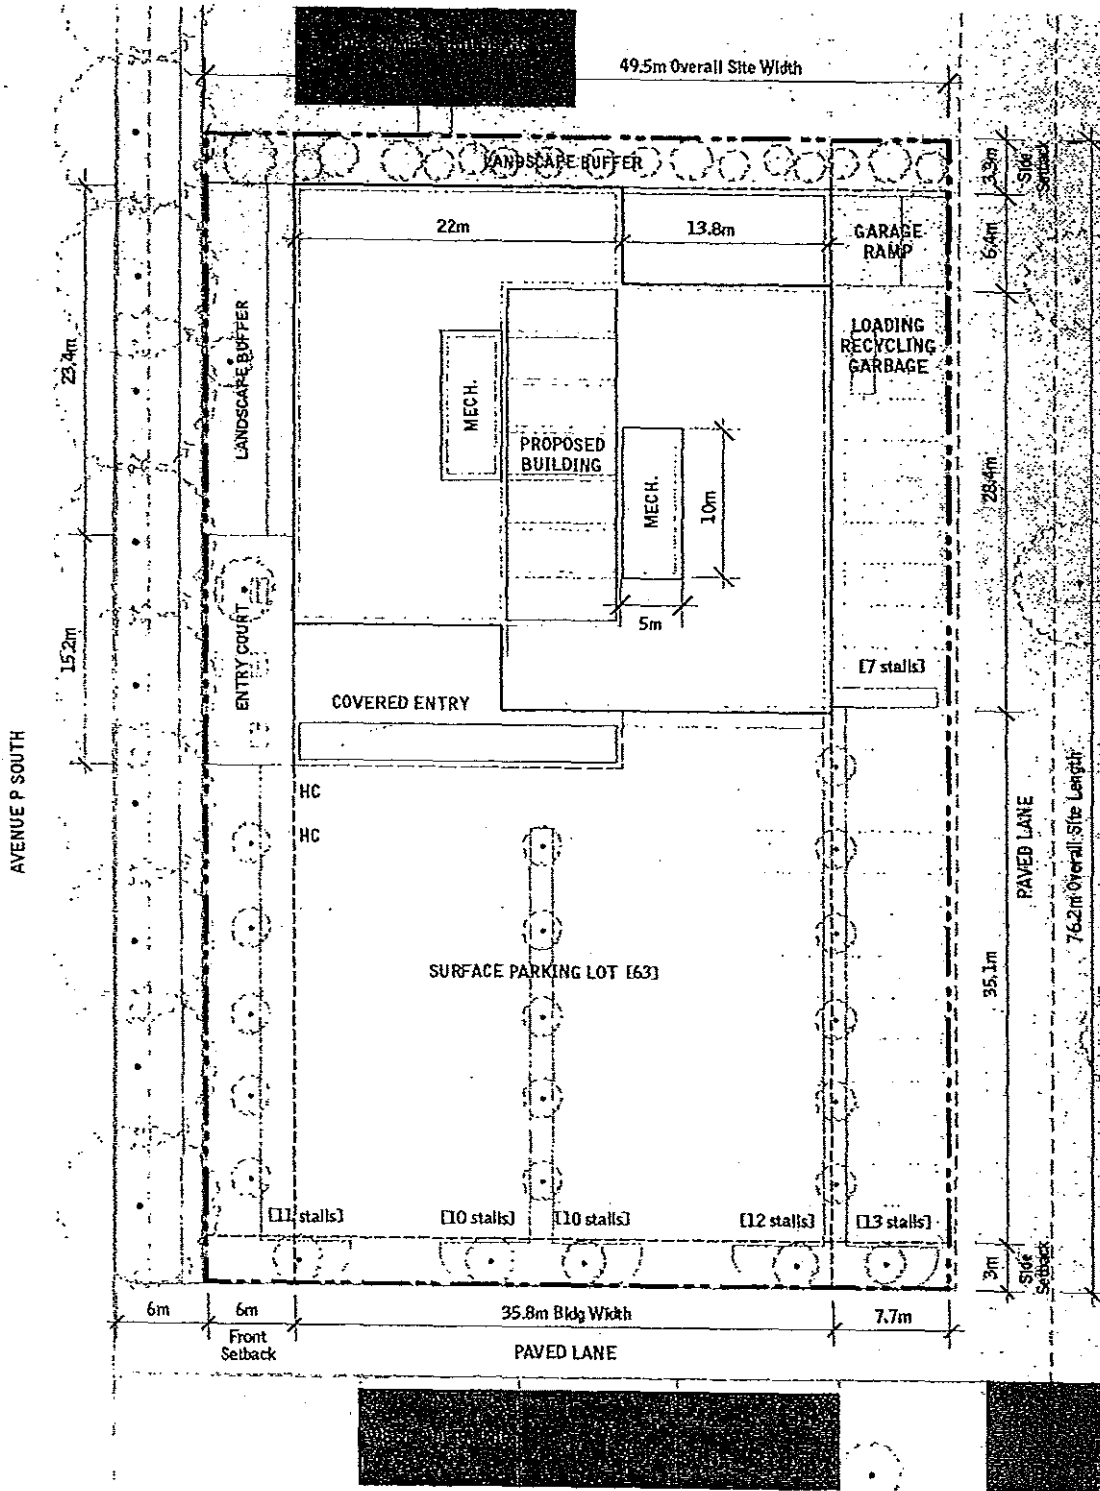 49.5m Overall Site Width
LANDSCAPE BUFFER
3.3m
Side
Setback
22m
13.8m
GARAGE
RAMP
6.4m
23.4m
LANDSCAPE BUFFER
LOADING
RECYCLING
GARBAGE
MECH.
PROPOSED
BUILDING
MECH.
10m
28.4m
5m
15.2m
ENTRY COURT
[7 stalls]
COVERED ENTRY
AVENUE P SOUTH
HC
HC
PAVED LANE
76.2m Overall Site Length
SURFACE PARKING LOT [63]
35.1m
[11 stalls]
[10 stalls]
[10 stalls]
[12 stalls]
[13 stalls]
3m
Side
Setback
6m
6m
35.8m Bldg Width
7.7m
Front
Setback
PAVED LANE